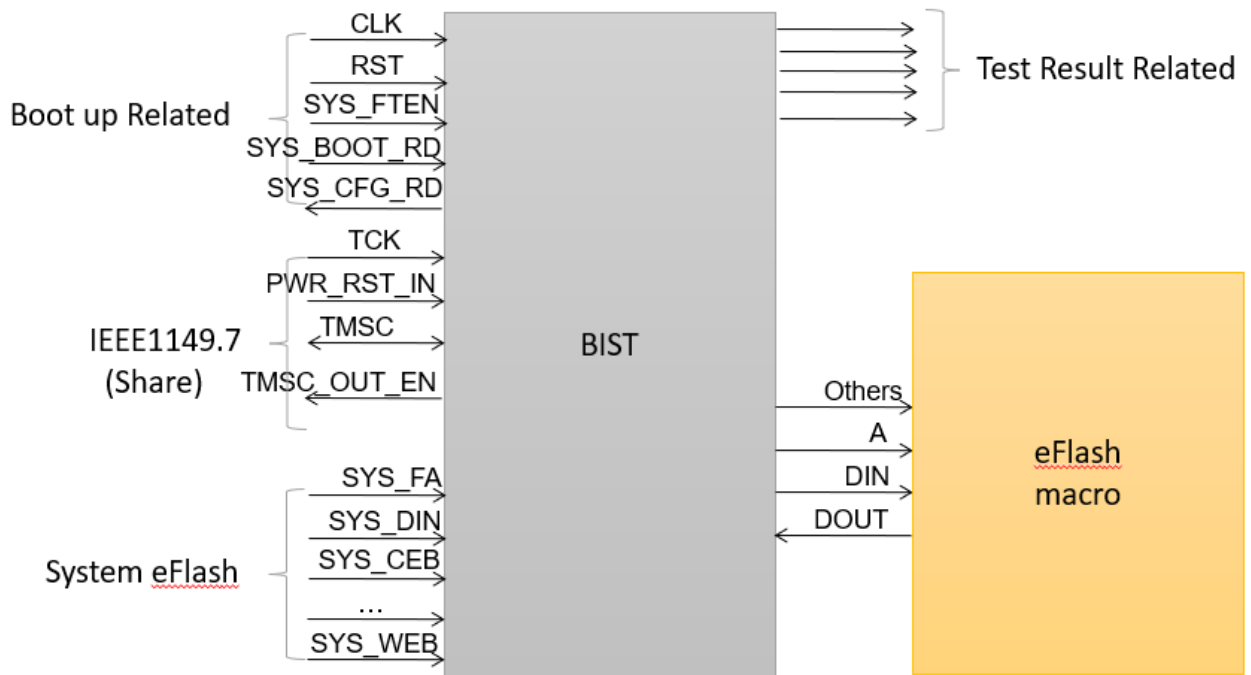 CLK
RST
SYS_FTEN
Boot up Related
SYS_BOOT_RD
SYS_CFG_RD
TCK
PWR_RST_IN
TMSC
IEEE1149.7
(Share)
TMSC_OUT_EN
SYS_FA
SYS_DIN
SYS_CEB
System eFlash
...
SYS_WEB
BIST
Test Result Related
Others
A
DIN
DOUT
eFlash
macro